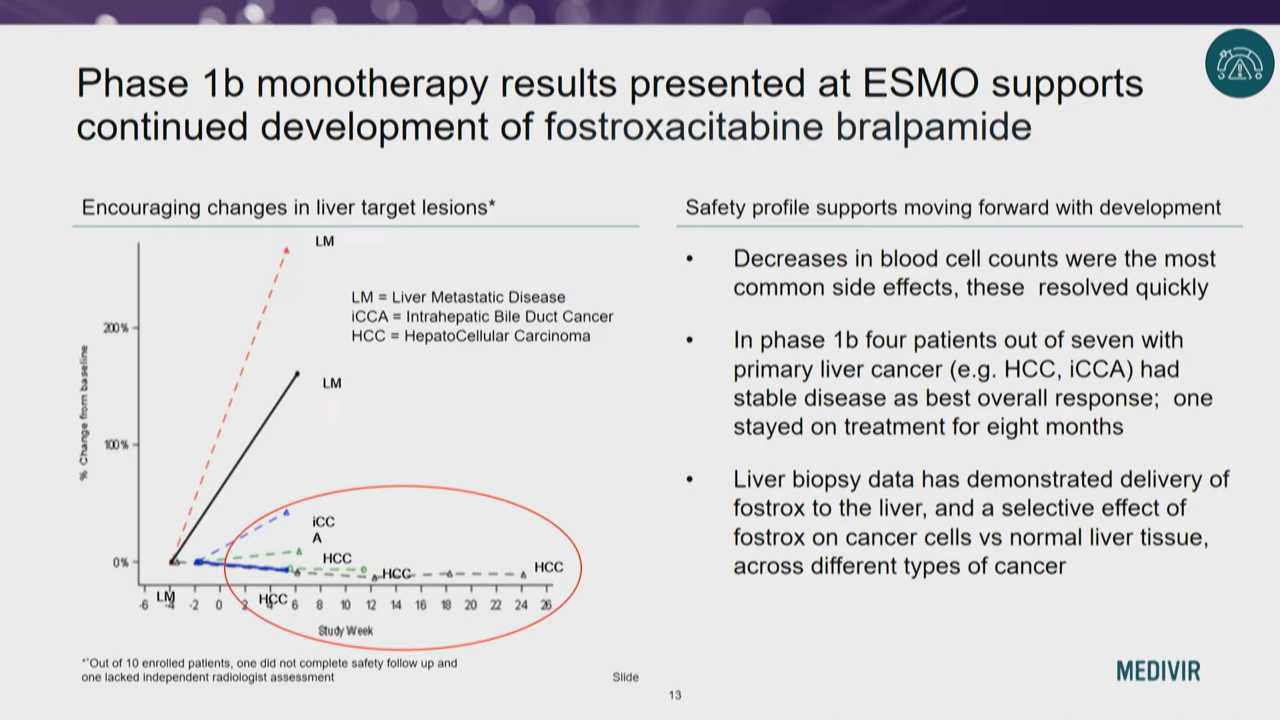 Phase 1b monotherapy results presented at ESMO supports
continued development of fostroxacitabine bralpamide
Encouraging changes in liver target lesions*
% Change from baseline
200%
100%
0%
LM
LM = Liver Metastatic Disease
iCCA = Intrahepatic Bile Duct Cancer
HCC = HepatoCellular Carcinoma
LM
iCC
A
HCC
HCC
HCC
LM
HCC
-6 -4 -2 0 2 4 6 8 10 12 14 16 18 20 22 24 26
Study Week
*Out of 10 enrolled patients, one did not complete safety follow up and
one lacked independent radiologist assessment
Safety profile supports moving forward with development
• Decreases in blood cell counts were the most
common side effects, these resolved quickly
• In phase 1b four patients out of seven with
primary liver cancer (e.g. HCC, iCCA) had
stable disease as best overall response; one
stayed on treatment for eight months
• Liver biopsy data has demonstrated delivery of
fostrox to the liver, and a selective effect of
fostrox on cancer cells vs normal liver tissue,
across different types of cancer
Slide
13
MEDIVIR